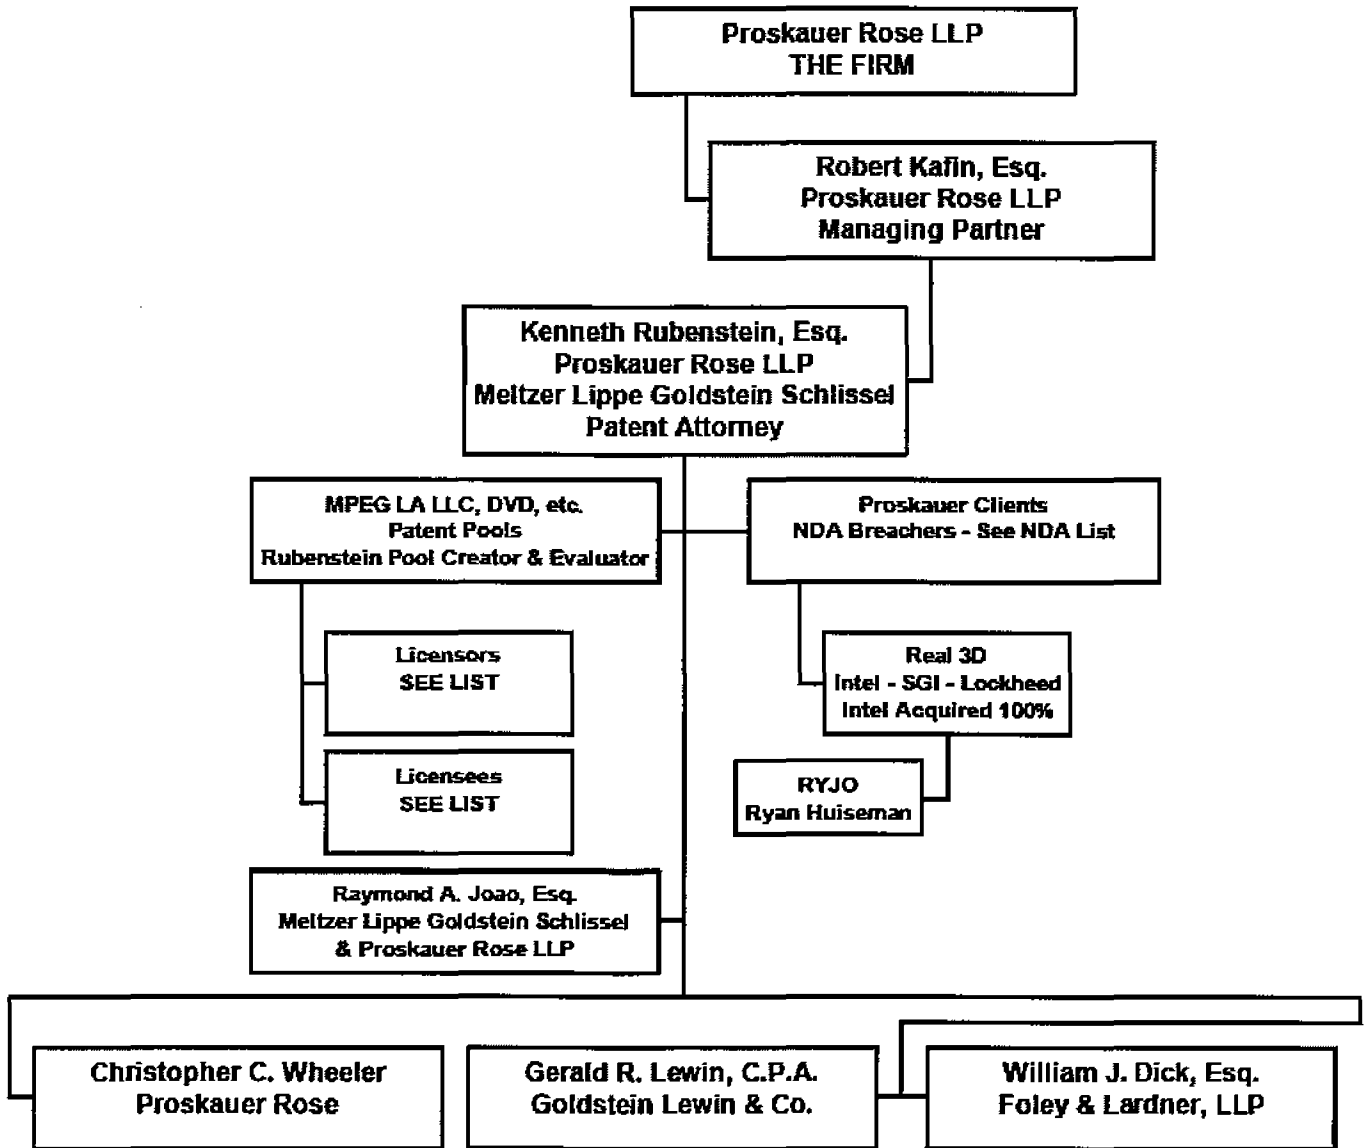 Proskauer Rose LLP
THE FIRM
Robert Kafin, Esq.
Proskauer Rose LLP
Managing Partner
Kenneth Rubenstein, Esq.
Proskauer Rose LLP
Meltzer Lippe Goldstein Schlissel
Patent Attorney
MPEG LA LLC, DVD, etc.
Patent Pools
Rubenstein Pool Creator & Evaluator
Proskauer Clients
NDA Breachers - See NDA List
Licensors
SEE LIST
Real 3D
Intel - SGI - Lockheed
Intel Acquired 100%
Licensees
SEE LIST
RYJO
Ryan Huiseman
Raymond A. Joao, Esq.
Meltzer Lippe Goldstein Schlissel
& Proskauer Rose LLP
Christopher C. Wheeler
Proskauer Rose
Gerald R. Lewin, C.P.A.
Goldstein Lewin & Co.
William J. Dick, Esq.
Foley & Lardner, LLP